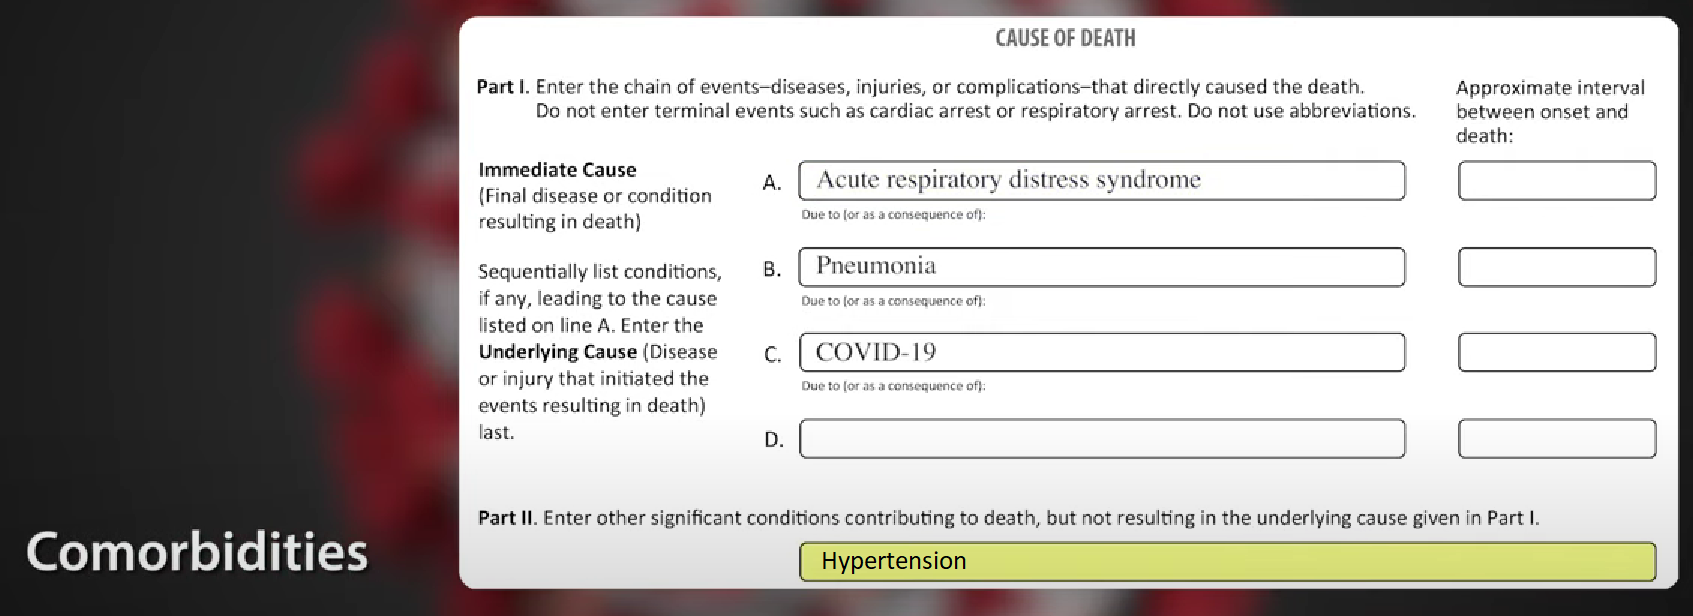 CAUSE OF DEATH
Part I. Enter the chain of events–diseases, injuries, or complications–that directly caused the death.
Do not enter terminal events such as cardiac arrest or respiratory arrest. Do not use abbreviations.
Approximate interval
between onset and
death:
Immediate Cause
(Final disease or condition
resulting in death)
A. Acute respiratory distress syndrome
Due to (or as a consequence of):
Sequentially list conditions,
if any, leading to the cause
listed on line A. Enter the
Underlying Cause (Disease
or injury that initiated the
events resulting in death)
last.
B. Pneumonia
Due to (or as a consequence of):
C. COVID-19
Due to (or as a consequence of):
D.
Part II. Enter other significant conditions contributing to death, but not resulting in the underlying cause given in Part I.
Hypertension
Comorbidities